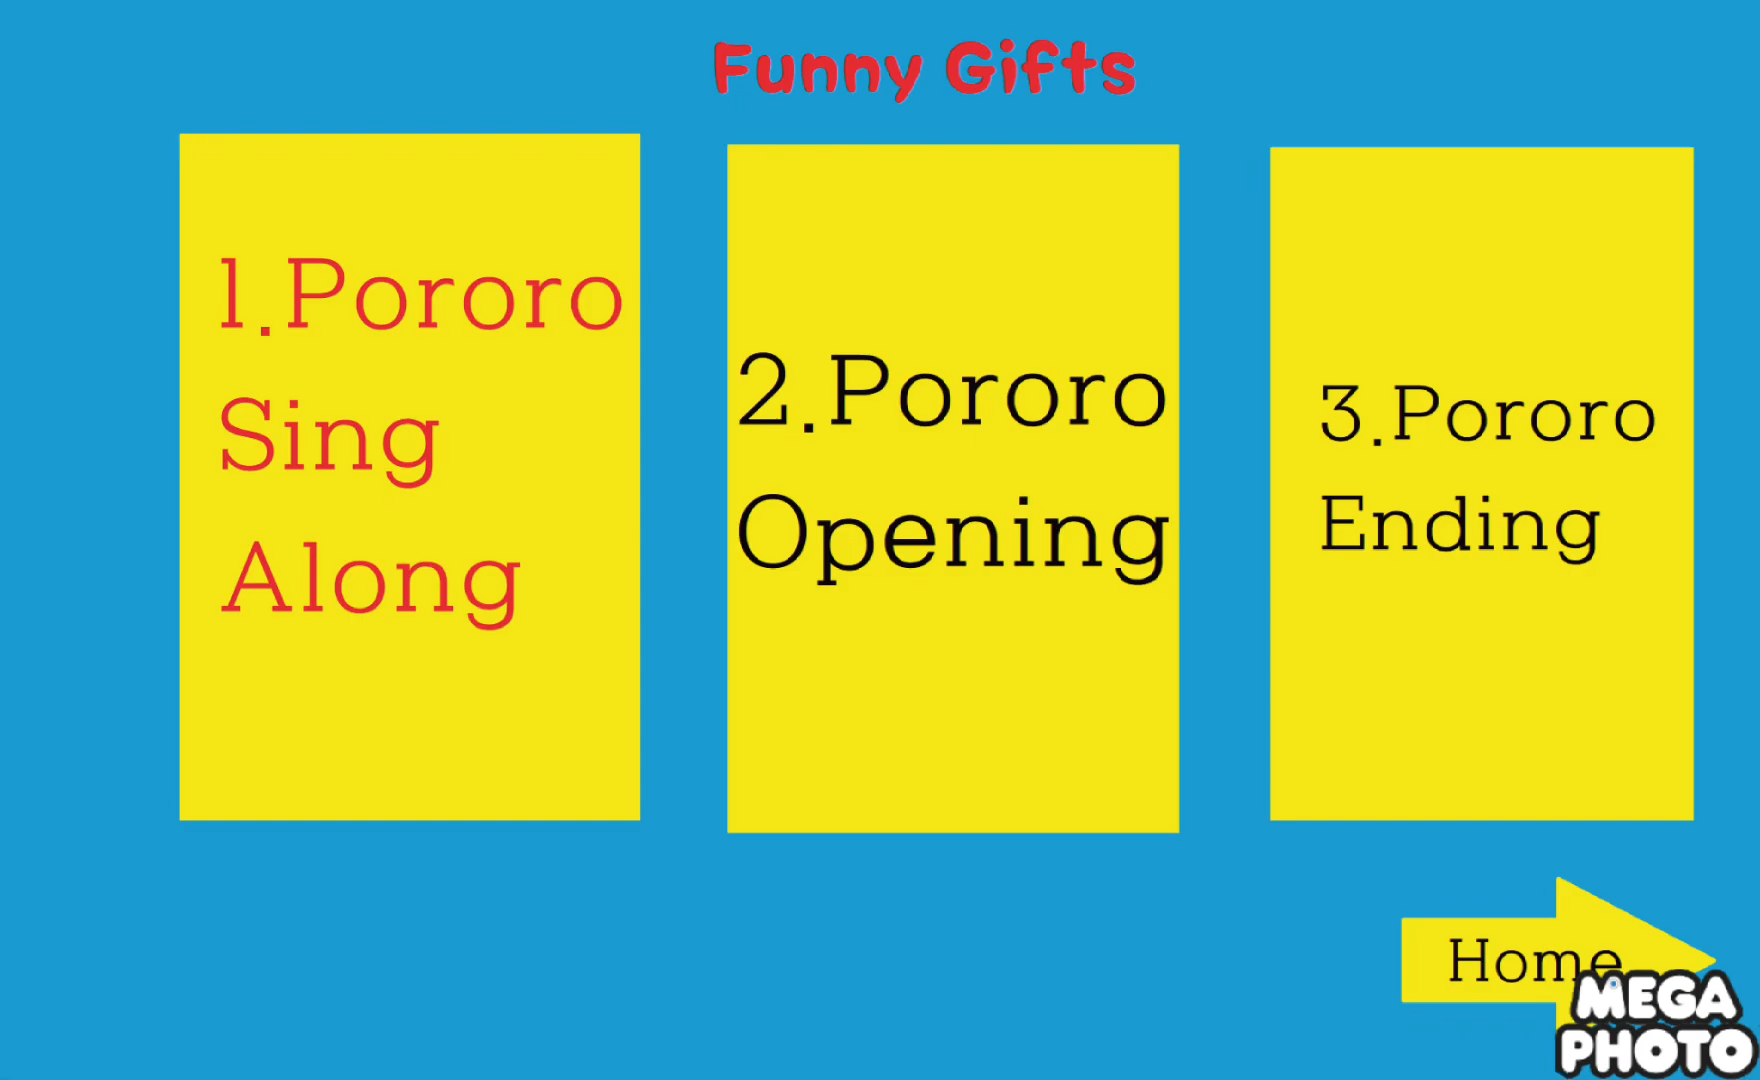 Funny Gifts
1.Pororo
Sing
Along
2.Pororo
Opening
3.Pororo
Ending
Home
MEGA
PHOTO